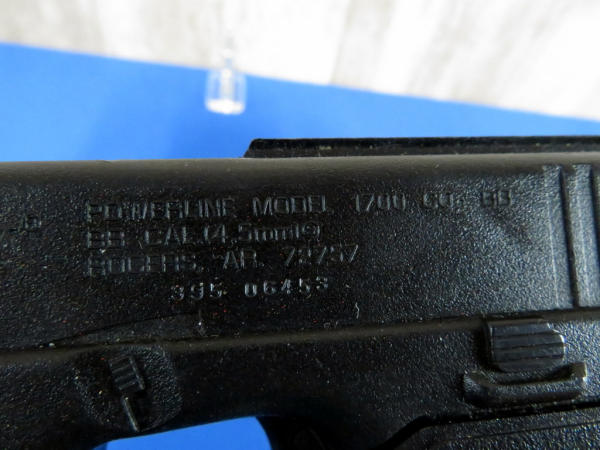 POWERLINE MODEL 1700 CO₂ BB
BB CAL.(4.5mm)
ROGERS, AR. 72757
395 06453